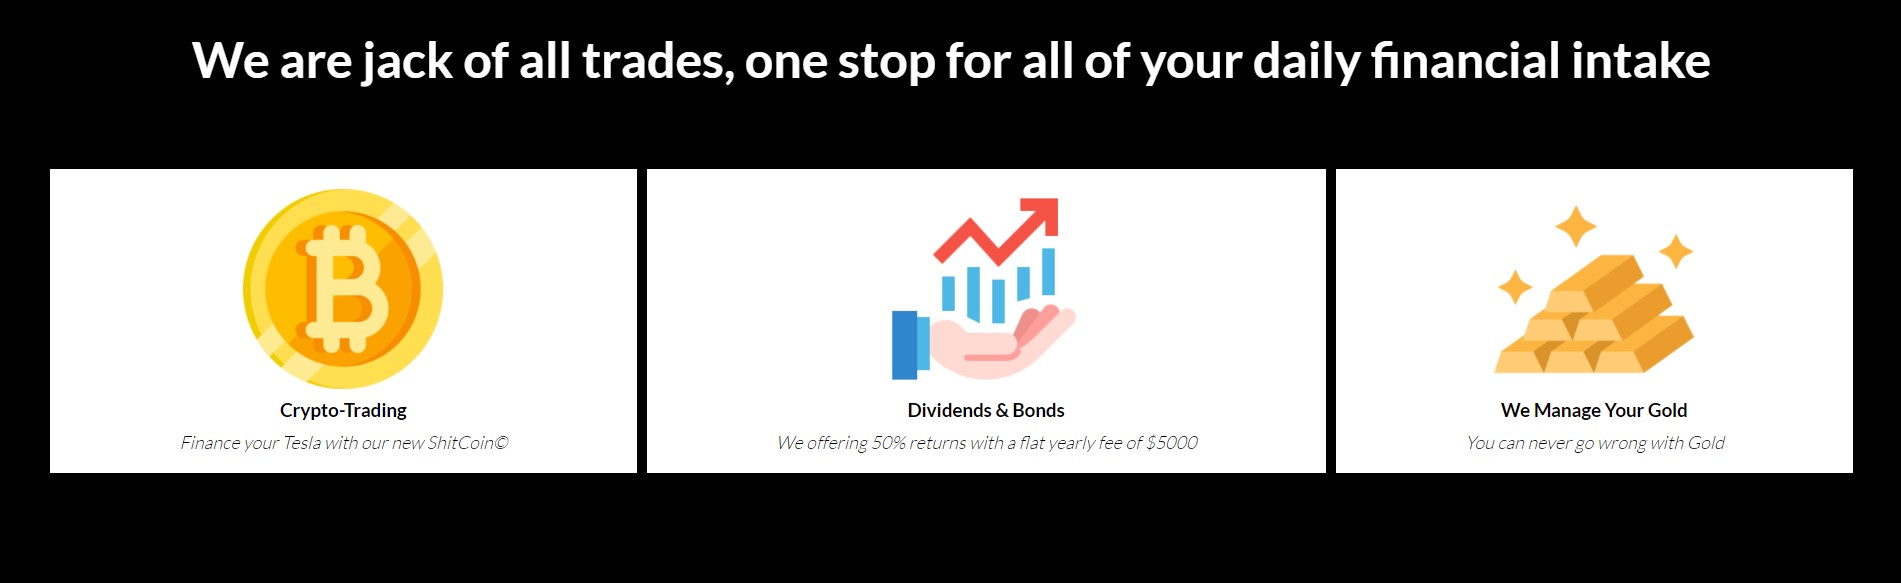 We are jack of all trades, one stop for all of your daily financial intake
Crypto-Trading
Finance your Tesla with our new ShitCoin©
Dividends & Bonds
We offering 50% returns with a flat yearly fee of $5000
We Manage Your Gold
You can never go wrong with Gold